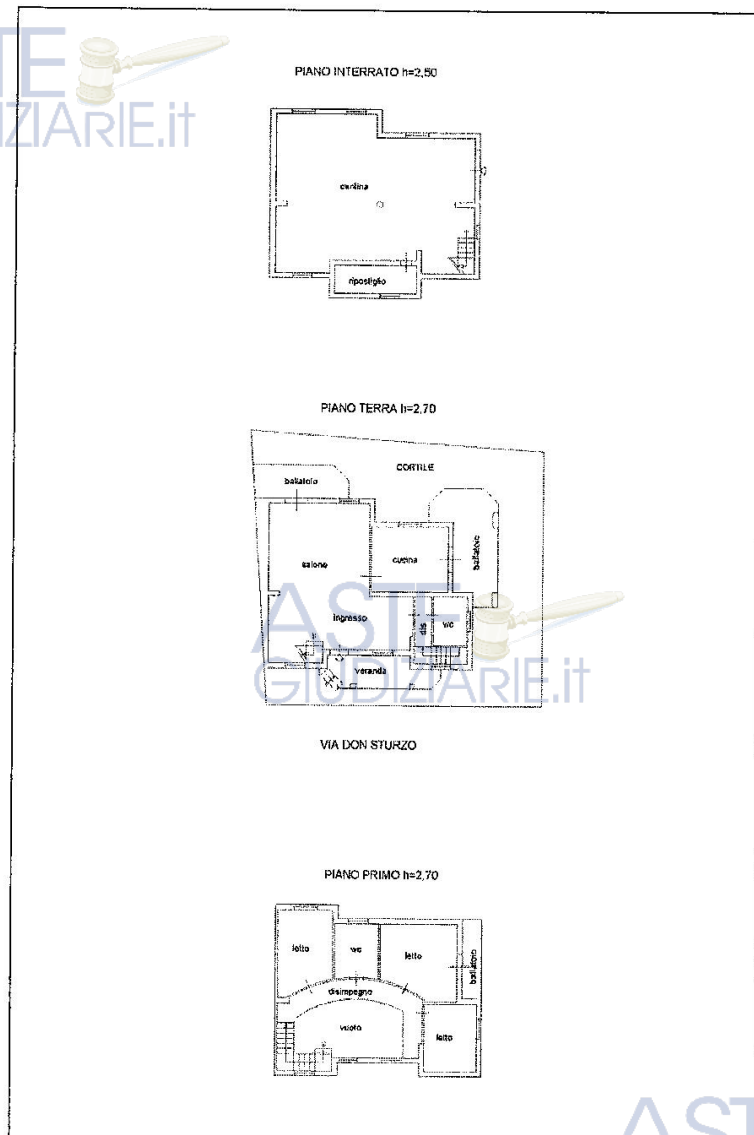 STE
DIZIARIE.it
PIANO INTERRATO h=2,50
cantina
ripostiglio
PIANO TERRA h=2,70
CORTILE
ballatoio
salone
cucina
ballatoio
ingresso
dis
wc
veranda
ASTE
GIUDIZIARIE.it
VIA DON STURZO
PIANO PRIMO h=2,70
letto
wc
letto
ballatoio
disimpegno
vuoto
letto
AST